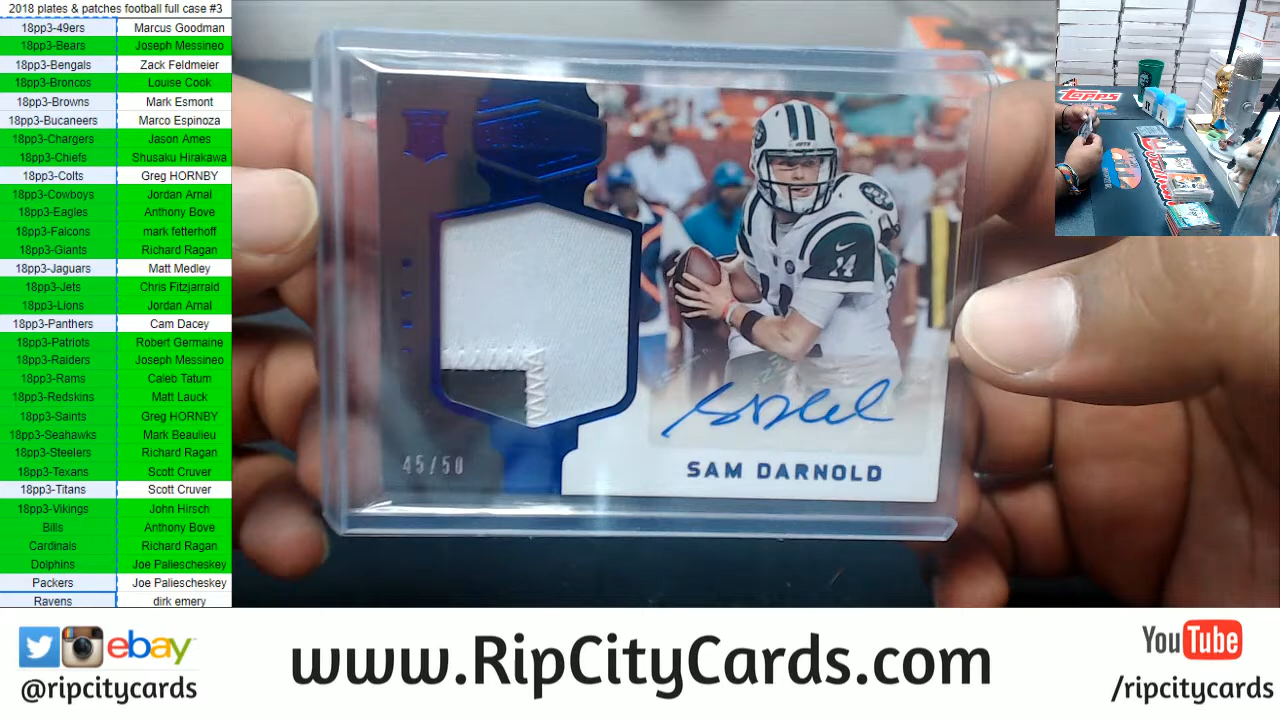 2018 plates & patches football full case #3
18pp3-49ers Marcus Goodman
18pp3-Bears Joseph Messineo
18pp3-Bengals Zack Feldmeier
18pp3-Broncos Louise Cook
18pp3-Browns Mark Esmont
18pp3-Bucaneers Marco Espinoza
18pp3-Chargers Jason Ames
18pp3-Chiefs Shusaku Hirakawa
18pp3-Colts Greg HORNBY
18pp3-Cowboys Jordan Arnal
18pp3-Eagles Anthony Bove
18pp3-Falcons mark fetterhoff
18pp3-Giants Richard Ragan
18pp3-Jaguars Matt Medley
18pp3-Jets Chris Fitzjarrald
18pp3-Lions Jordan Arnal
18pp3-Panthers Cam Dacey
18pp3-Patriots Robert Germaine
18pp3-Raiders Joseph Messineo
18pp3-Rams Caleb Tatum
18pp3-Redskins Matt Lauck
18pp3-Saints Greg HORNBY
18pp3-Seahawks Mark Beaulieu
18pp3-Steelers Richard Ragan
18pp3-Texans Scott Cruver
18pp3-Titans Scott Cruver
18pp3-Vikings John Hirsch
Bills Anthony Bove
Cardinals Richard Ragan
Dolphins Joe Paliescheskey
Packers Joe Paliescheskey
Ravens dirk emery
JETS
14
45/50
SAM DARNOLD
topps
BOWMAN
ebay
@ripcitycards
www.RipCityCards.com
YouTube
/ripcitycards